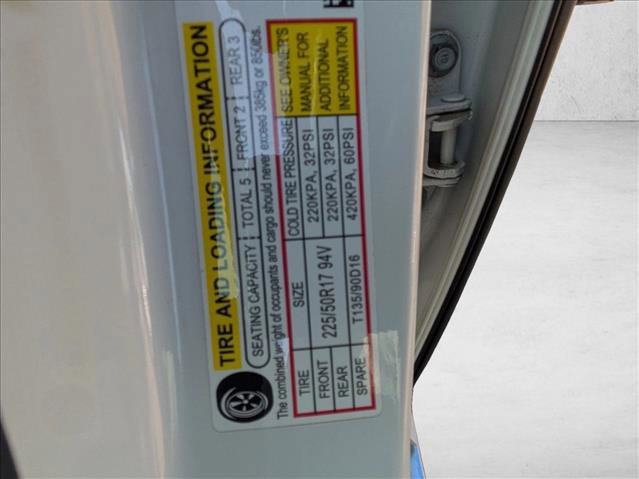 TIRE AND LOADING INFORMATION
SEATING CAPACITY TOTAL 5 FRONT 2 REAR 3
The combined weight of occupants and cargo should never exceed 385kg or 850lbs.
TIRE SIZE COLD TIRE PRESSURE SEE OWNER'S
FRONT 225/50R17 94V 220KPA, 32PSI MANUAL FOR
REAR 220KPA, 32PSI ADDITIONAL
SPARE T135/90D16 420KPA, 60PSI INFORMATION